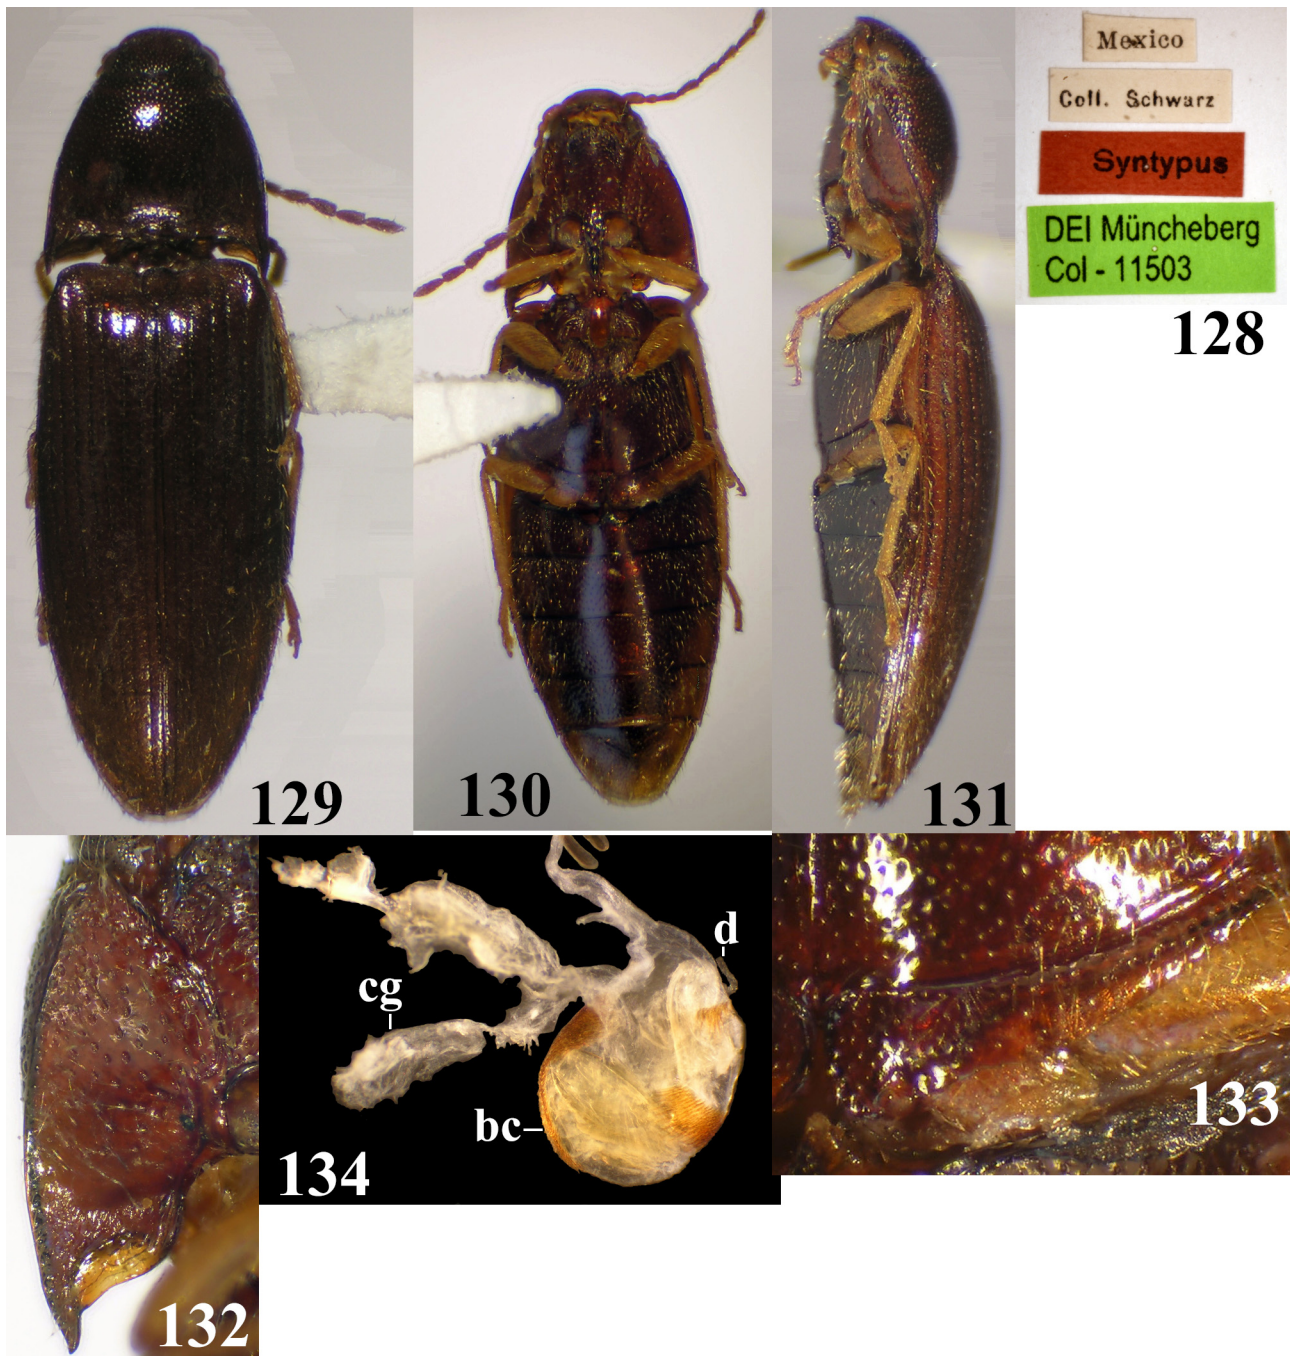 Mexico
Coll. Schwarz
Syntypus
DEI Müncheberg
Col - 11503
128
129
130
131
d
cg
bc
132
133
134